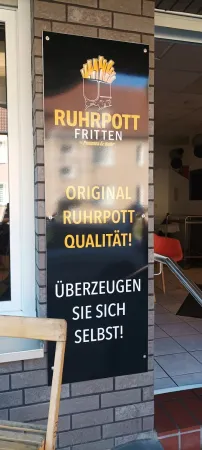 RUHRPOTT
FRITTEN
ORIGINAL
RUHRPOTT
QUALITÄT!
ÜBERZEUGEN
SIE SICH
SELBST!